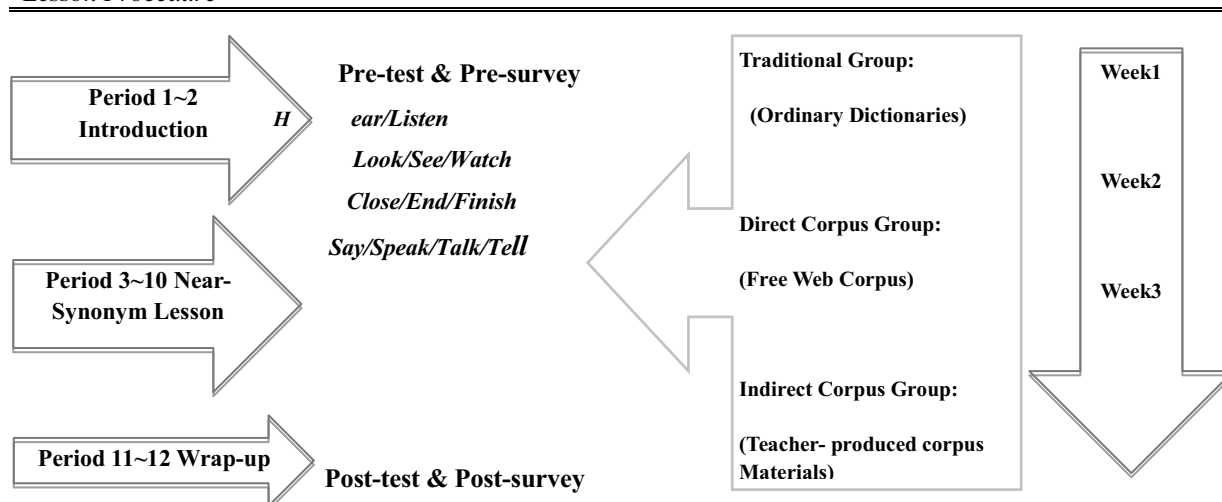 Lesson Procedure
Period 1~2
Introduction
Pre-test & Pre-survey
Hear/Listen
Look/See/Watch
Close/End/Finish
Say/Speak/Talk/Tell
Period 3~10 Near-
Synonym Lesson
Period 11~12 Wrap-up
Post-test & Post-survey
Traditional Group:
(Ordinary Dictionaries)
Direct Corpus Group:
(Free Web Corpus)
Indirect Corpus Group:
(Teacher- produced corpus
Materials)
Week1
Week2
Week3